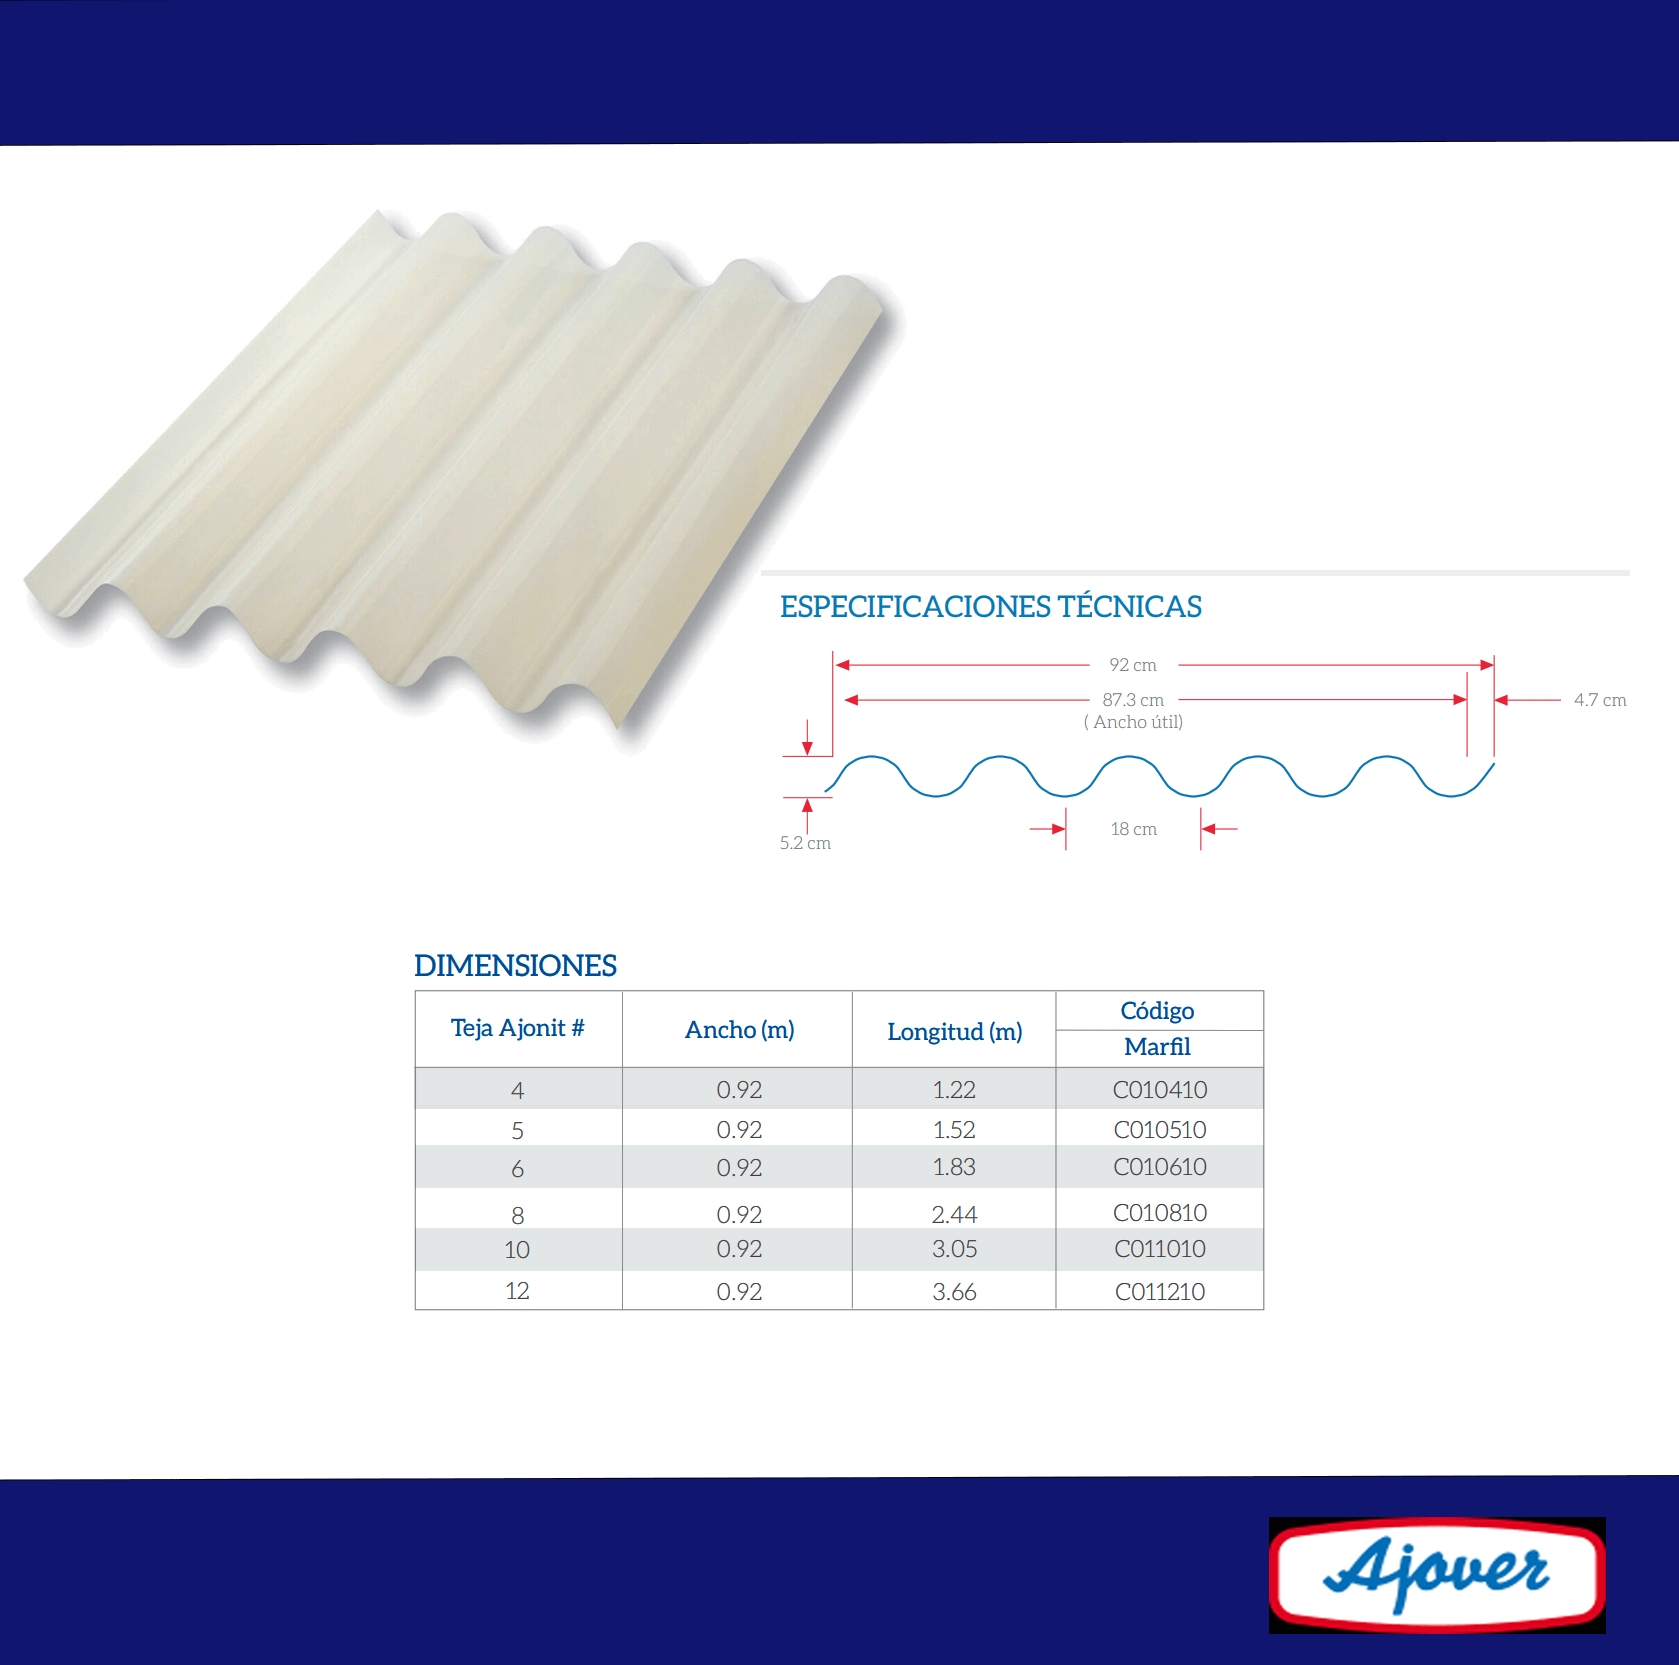 ESPECIFICACIONES TÉCNICAS
92 cm
87.3 cm
( Ancho útil)
4.7 cm
5.2 cm
18 cm
DIMENSIONES
Teja Ajonit # Ancho (m) Longitud (m) Código
Marfil
4 0.92 1.22 C010410
5 0.92 1.52 C010510
6 0.92 1.83 C010610
8 0.92 2.44 C010810
10 0.92 3.05 C011010
12 0.92 3.66 C011210
Ajover